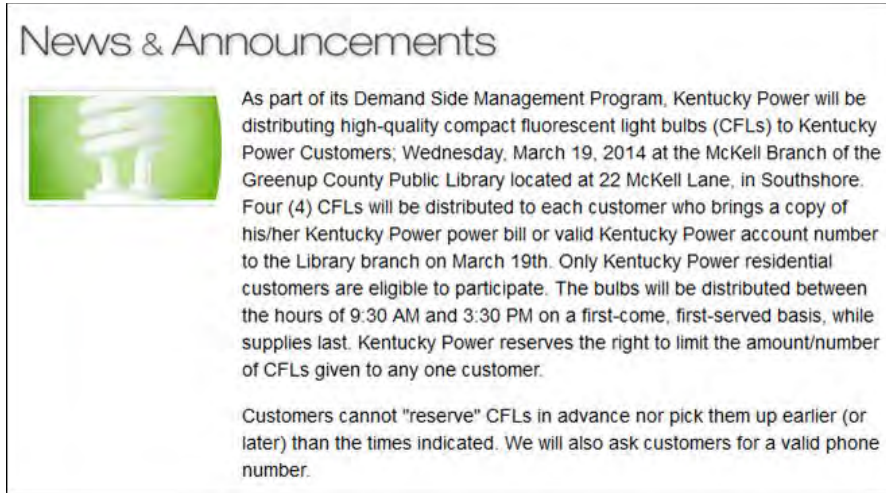 News & Announcements
As part of its Demand Side Management Program, Kentucky Power will be
distributing high-quality compact fluorescent light bulbs (CFLs) to Kentucky
Power Customers; Wednesday, March 19, 2014 at the McKell Branch of the
Greenup County Public Library located at 22 McKell Lane, in Southshore.
Four (4) CFLs will be distributed to each customer who brings a copy of
his/her Kentucky Power power bill or valid Kentucky Power account number
to the Library branch on March 19th. Only Kentucky Power residential
customers are eligible to participate. The bulbs will be distributed between
the hours of 9:30 AM and 3:30 PM on a first-come, first-served basis, while
supplies last. Kentucky Power reserves the right to limit the amount/number
of CFLs given to any one customer.
Customers cannot "reserve" CFLs in advance nor pick them up earlier (or
later) than the times indicated. We will also ask customers for a valid phone
number.